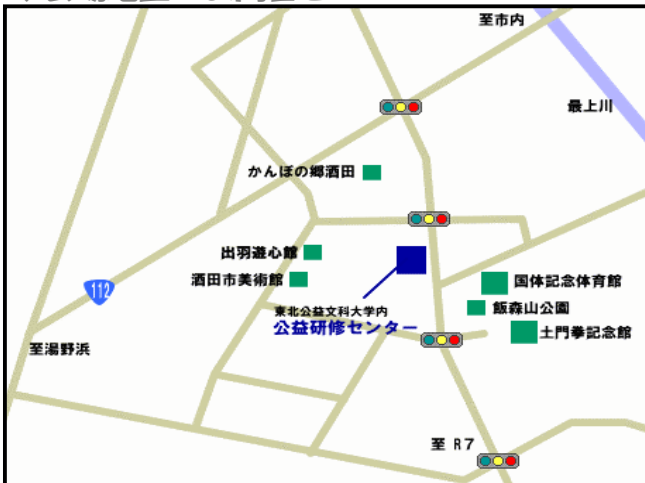 至市内
最上川
かんぽの郷酒田
出羽遊心館
国体記念体育館
酒田市美術館
112
飯森山公園
東北公益文科大学内
公益研修センター
土門拳記念館
至湯野浜
至 R7